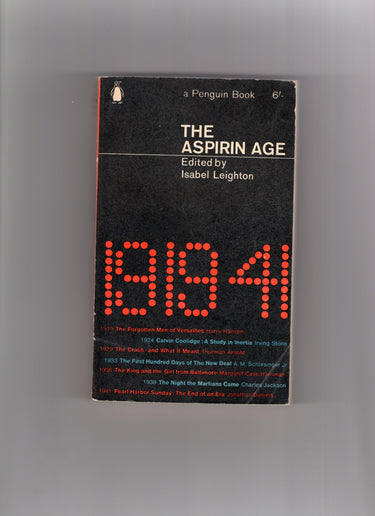 a Penguin Book 6/-
THE
ASPIRIN AGE
Edited by
Isabel Leighton
1919 1941
1919 The Forgotten Men of Versailles Harry Hansen
1924 Calvin Coolidge: A Study in Inertia Irving Stone
1929 The Crash - and What it Meant Thurman Arnold
1933 The First Hundred Days of The New Deal A. M. Schlesinger Jr
1936 The King and the Girl from Baltimore Margaret Case Harriman
1938 The Night the Martians Came Charles Jackson
1941 Pearl Harbor Sunday: The End of an Era Jonathan Daniels